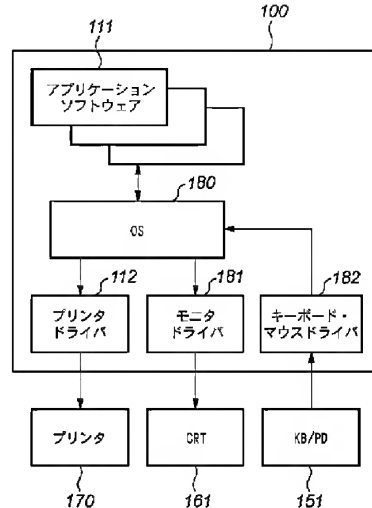 111
100
アプリケーション
ソフトウェア
180
OS
112
181
182
プリンタ
ドライバ
モニタ
ドライバ
キーボード・
マウスドライバ
プリンタ
CRT
KB/PD
170
161
151